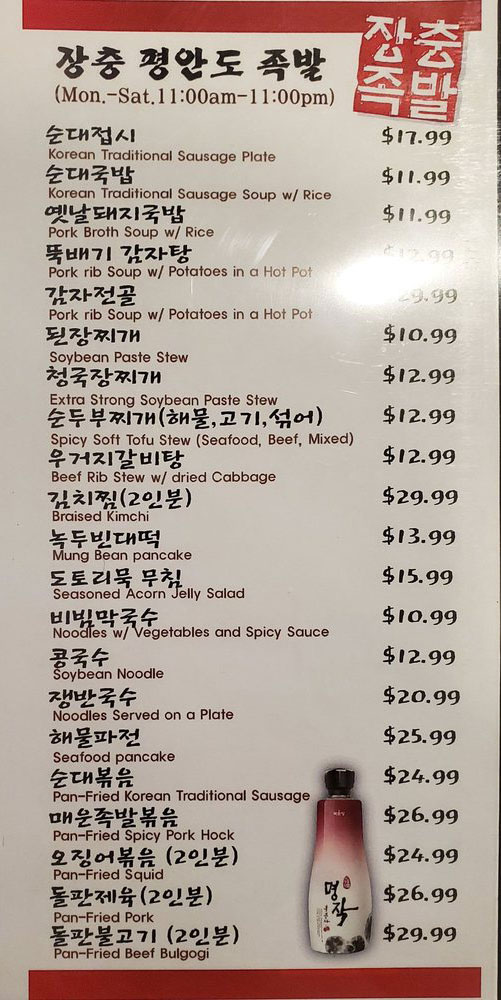 장충 평안도 족발
(Mon.-Sat.11:00am-11:00pm)
장충
족발
순대접시 $17.99
Korean Traditional Sausage Plate
순대국밥 $11.99
Korean Traditional Sausage Soup w/ Rice
옛날돼지국밥 $11.99
Pork Broth Soup w/ Rice
뚝배기 감자탕 $12.99
Pork rib Soup w/ Potatoes in a Hot Pot
감자전골 29.99
Pork rib Soup w/ Potatoes in a Hot Pot
된장찌개 $10.99
Soybean Paste Stew
청국장찌개 $12.99
Extra Strong Soybean Paste Stew
순두부찌개(해물,고기,섞어) $12.99
Spicy Soft Tofu Stew (Seafood, Beef, Mixed)
우거지갈비탕 $12.99
Beef Rib Stew w/ dried Cabbage
김치찜(2인분) $29.99
Braised Kimchi
녹두빈대떡 $13.99
Mung Bean pancake
도토리묵 무침 $15.99
Seasoned Acorn Jelly Salad
비빔막국수 $10.99
Noodles w/ Vegetables and Spicy Sauce
콩국수 $12.99
Soybean Noodle
쟁반국수 $20.99
Noodles Served on a Plate
해물파전 $25.99
Seafood pancake
순대볶음 $24.99
Pan-Fried Korean Traditional Sausage
매운족발볶음 $26.99
Pan-Fried Spicy Pork Hock
오징어볶음 (2인분) $24.99
Pan-Fried Squid
돌판제육(2인분) $26.99
Pan-Fried Pork
돌판불고기 (2인분) $29.99
Pan-Fried Beef Bulgogi
명작